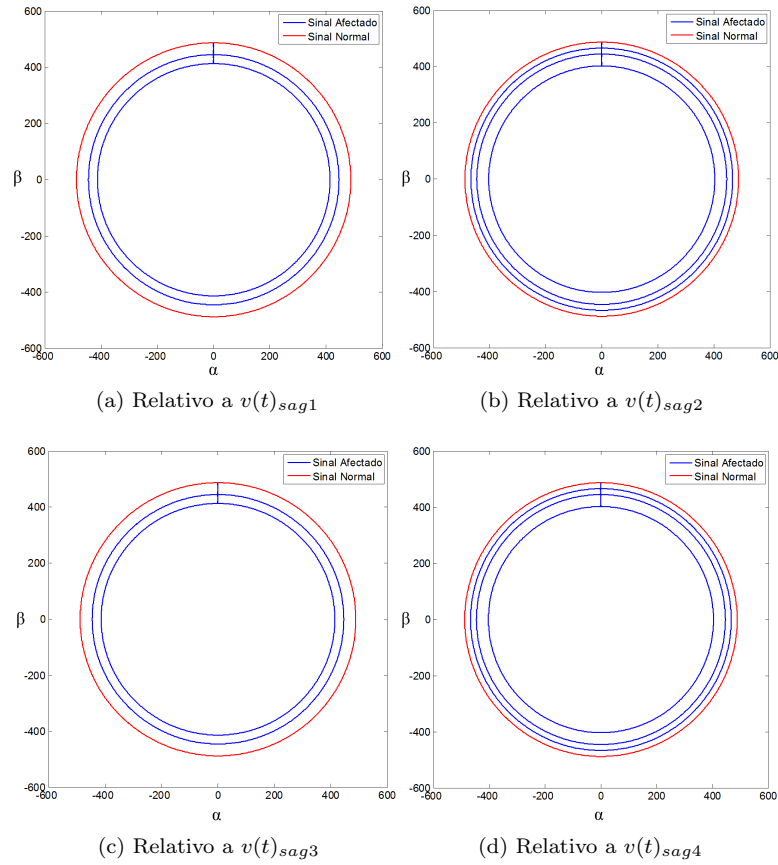 600
400
200
β
0
-200
-400
-600
-600 -400 -200 0 200 400 600
α
Sinal Afectado
Sinal Normal
(a) Relativo a v(t)sag1
600
400
200
β
0
-200
-400
-600
-600 -400 -200 0 200 400 600
α
Sinal Afectado
Sinal Normal
(b) Relativo a v(t)sag2
600
400
200
β
0
-200
-400
-600
-600 -400 -200 0 200 400 600
α
Sinal Afectado
Sinal Normal
(c) Relativo a v(t)sag3
600
400
200
β
0
-200
-400
-600
-600 -400 -200 0 200 400 600
α
Sinal Afectado
Sinal Normal
(d) Relativo a v(t)sag4